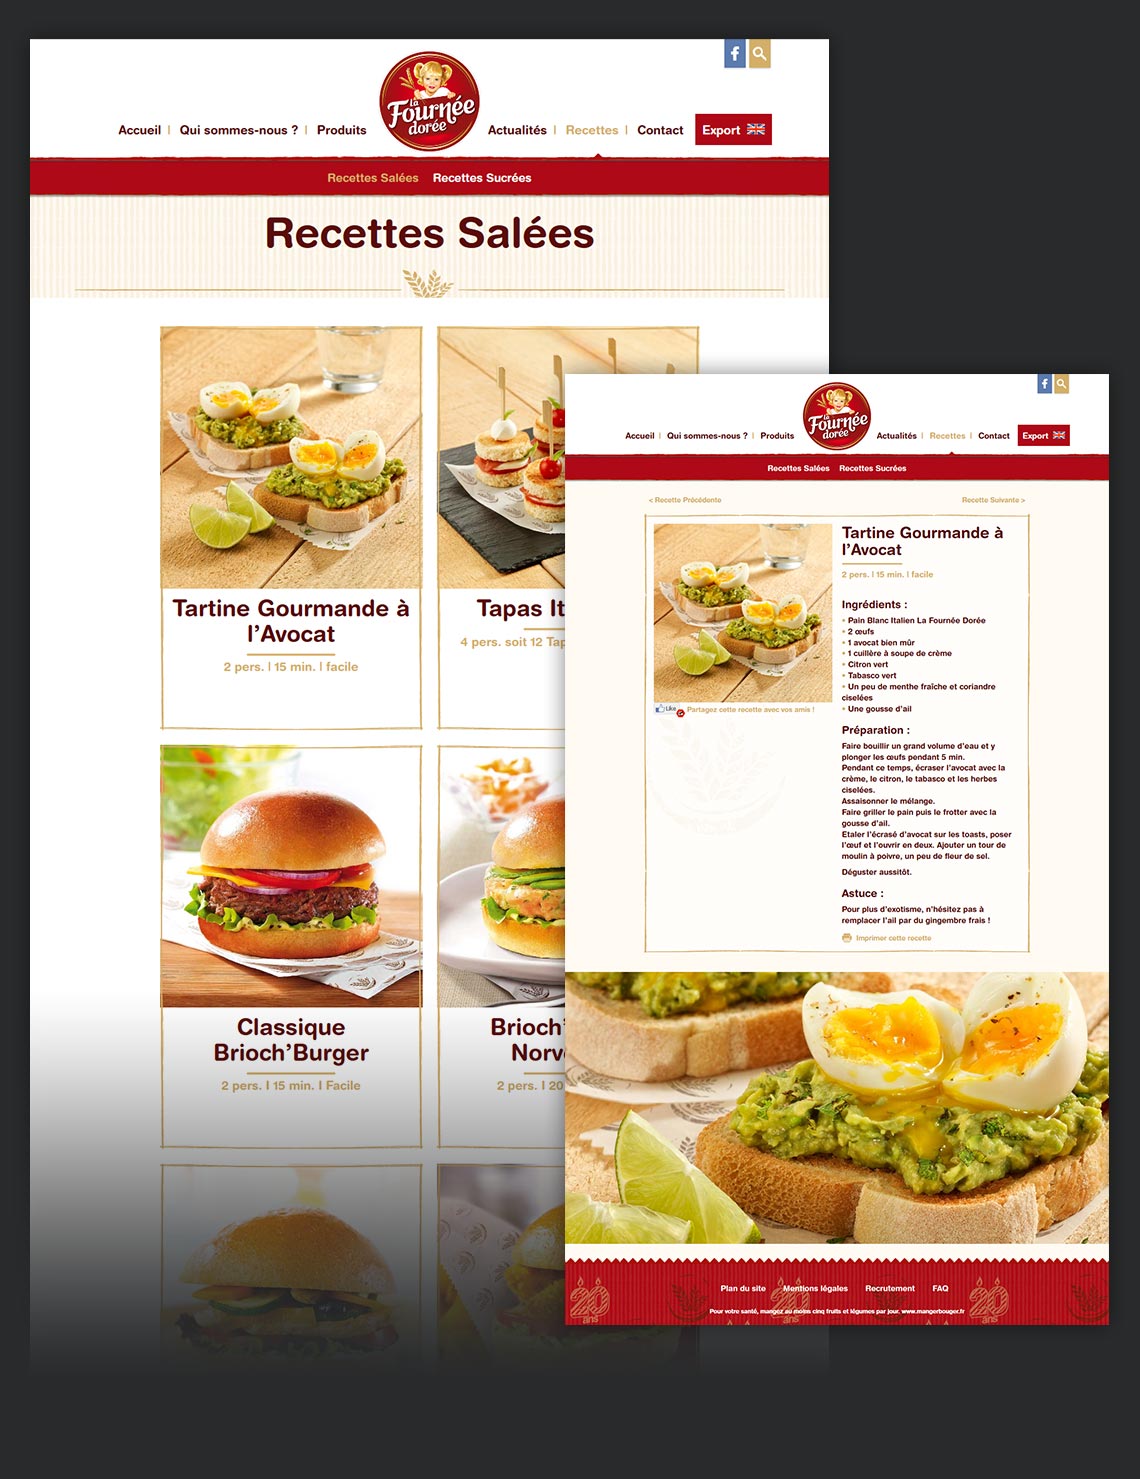 la
Fournée
dorée
Accueil
Qui sommes-nous ?
Produits
Actualités
Recettes
Contact
Export
Recettes Salées
Recettes Sucrées
Recettes Salées
Tartine Gourmande à
l'Avocat
2 pers. | 15 min. | facile
Tapas
4 pers. soit 12
Classique
Brioch'Burger
2 pers. I 15 min. I Facile
2 pers. I 20
la
Fournée
dorée
Accueil
Qui sommes-nous ?
Produits
Actualités
Recettes
Contact
Export
Recettes Salées
Recettes Sucrées
< Recette Précédente
Recette Suivante >
Tartine Gourmande à
l'Avocat
2 pers. | 15 min. | facile
Ingrédients :
• Pain Blanc Italien La Fournée Dorée
• 2 œufs
• 1 avocat bien mûr
• 1 cuillère à soupe de crème
• Citron vert
• Tabasco vert
• Un peu de menthe fraîche et coriandre
ciselées
• Une gousse d'ail
Like
Partagez cette recette avec vos amis !
Préparation :
Faire bouillir un grand volume d'eau et y
plonger les œufs pendant 5 min.
Pendant ce temps, écraser l'avocat avec la
crème, le citron, le tabasco et les herbes
ciselées.
Assaisonner le mélange.
Faire griller le pain puis le frotter avec la
gousse d'ail.
Etaler l'écrasé d'avocat sur les toasts, poser
l'œuf et l'ouvrir en deux. Ajouter un tour de
moulin à poivre, un peu de fleur de sel.
Déguster aussitôt.
Astuce :
Pour plus d'exotisme, n'hésitez pas à
remplacer l'ail par du gingembre frais !
Imprimer cette recette
Plan du site
Mentions légales
Recrutement
FAQ
Pour votre santé, mangez au moins cinq fruits et légumes par jour. www.mangerbouger.fr
20
ans
20
ans
20
ans